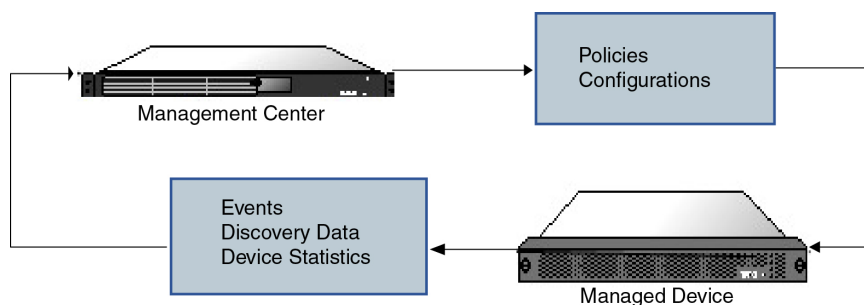 Management Center
Policies
Configurations
Events
Discovery Data
Device Statistics
Managed Device